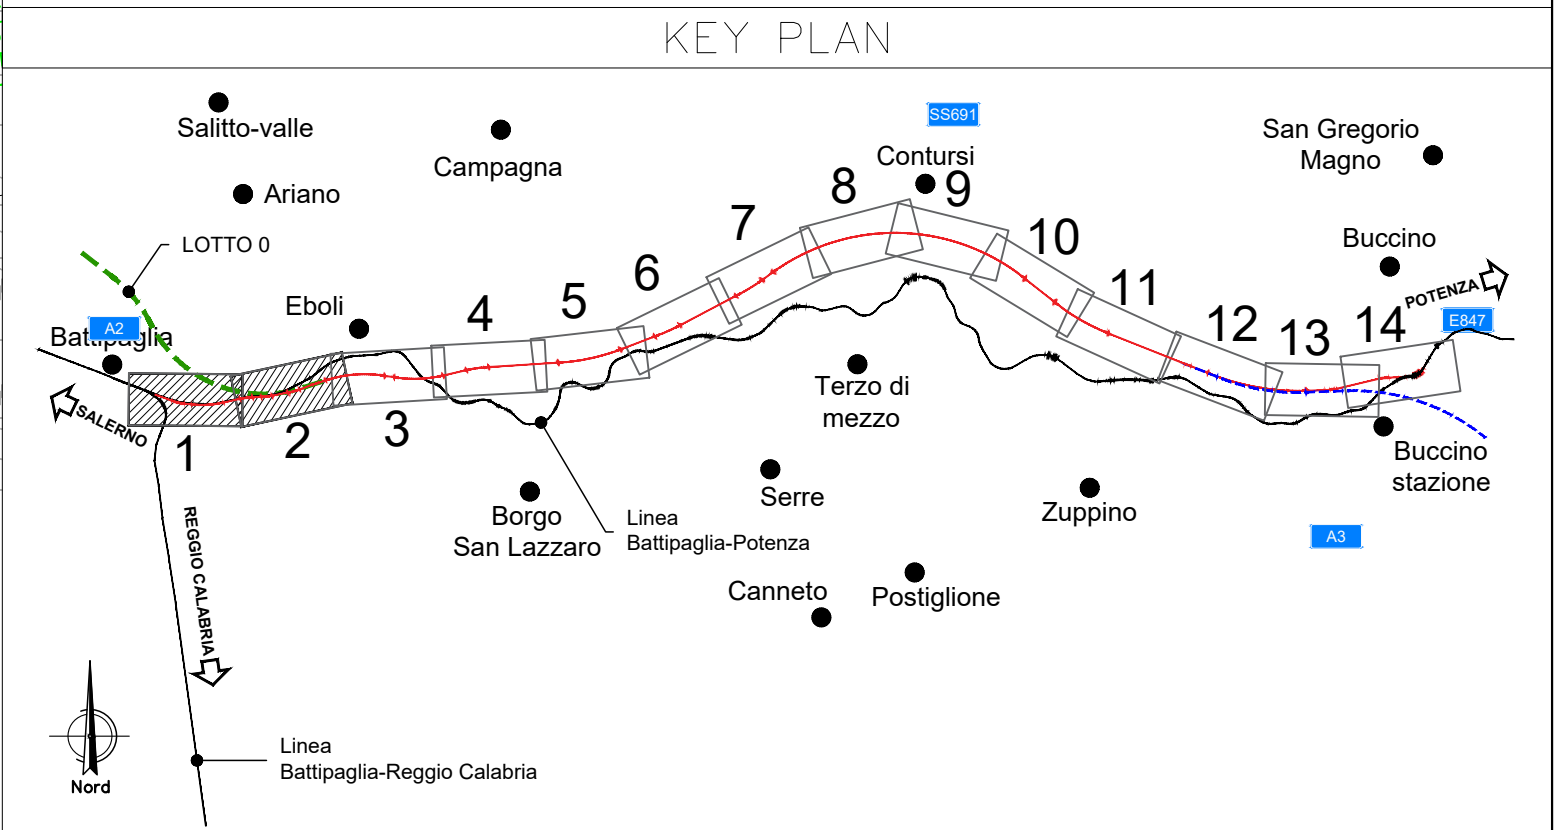 KEY PLAN
Salitto-valle
Campagna
SS691
Contursi
San Gregorio
Magno
Ariano
LOTTO 0
Buccino
POTENZA
E847
Eboli
Battipaglia
A2
SALERNO
1
2
3
4
5
6
7
8
9
10
11
12
13
14
Terzo di
mezzo
Buccino
stazione
Serre
Zuppino
Borgo
San Lazzaro
Linea
Battipaglia-Potenza
A3
REGGIO CALABRIA
Canneto
Postiglione
Linea
Battipaglia-Reggio Calabria
Nord